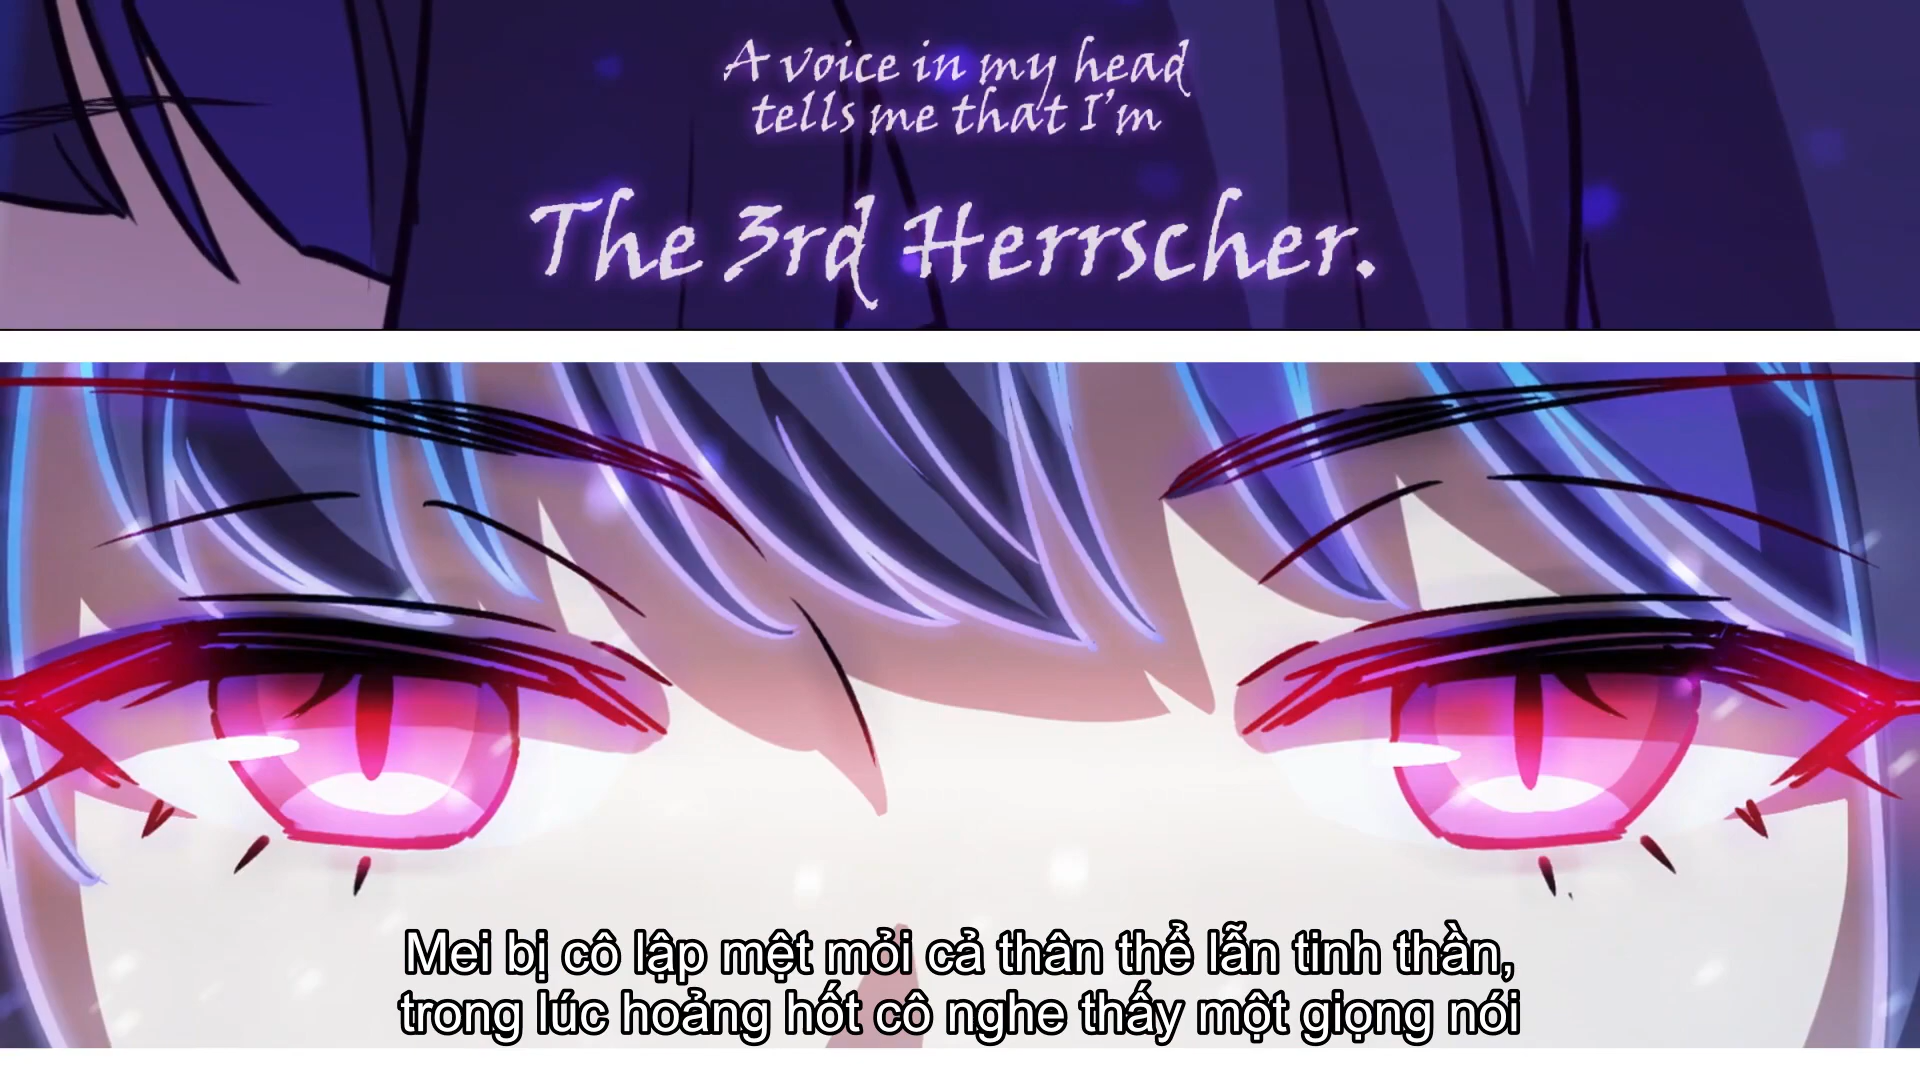 A voice in my head
tells me that I'm
The 3rd Herrscher.
Mei bị cô lập mệt mỏi cả thân thể lẫn tinh thần,
trong lúc hoảng hốt cô nghe thấy một giọng nói